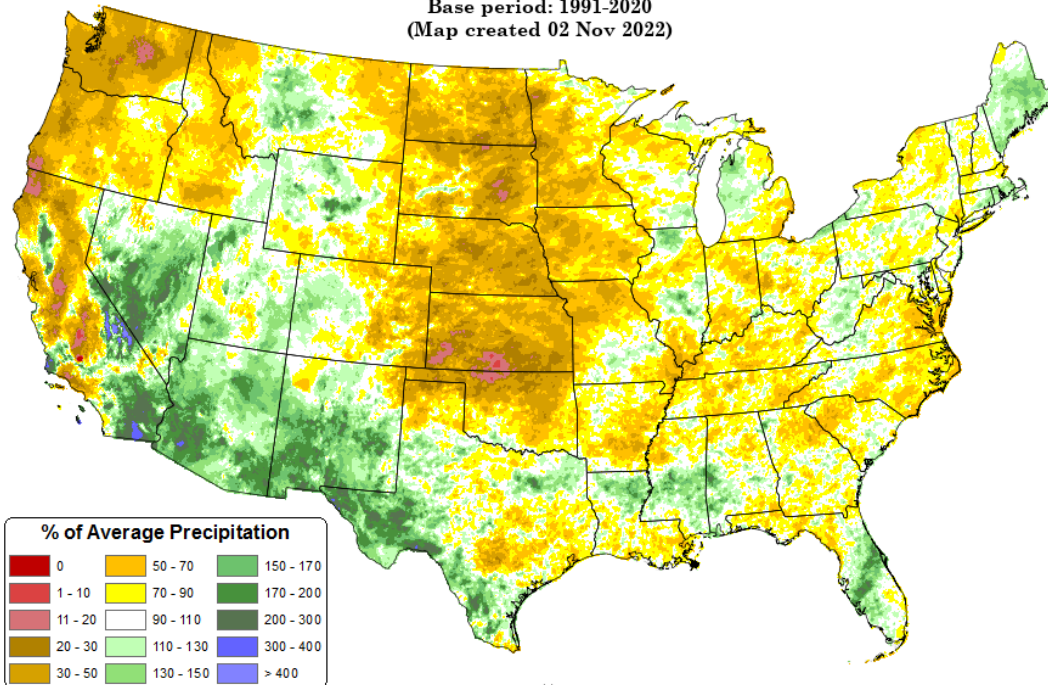 Base period: 1991-2020
(Map created 02 Nov 2022)
% of Average Precipitation
0
1 - 10
11 - 20
20 - 30
30 - 50
50 - 70
70 - 90
90 - 110
110 - 130
130 - 150
150 - 170
170 - 200
200 - 300
300 - 400
> 400